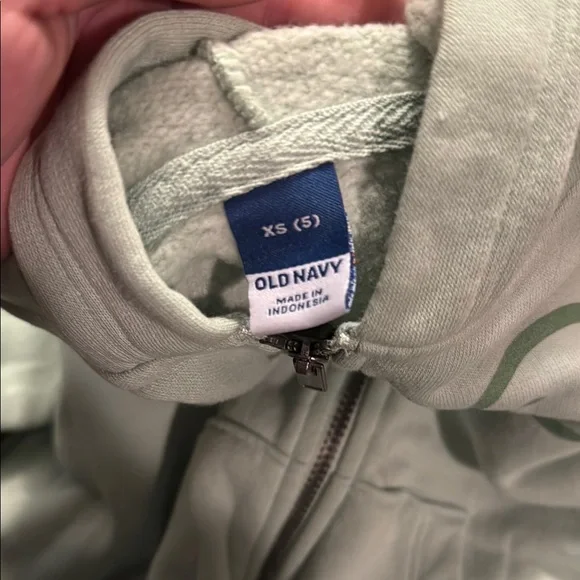 XS (5)
OLD NAVY
MADE IN
INDONESIA